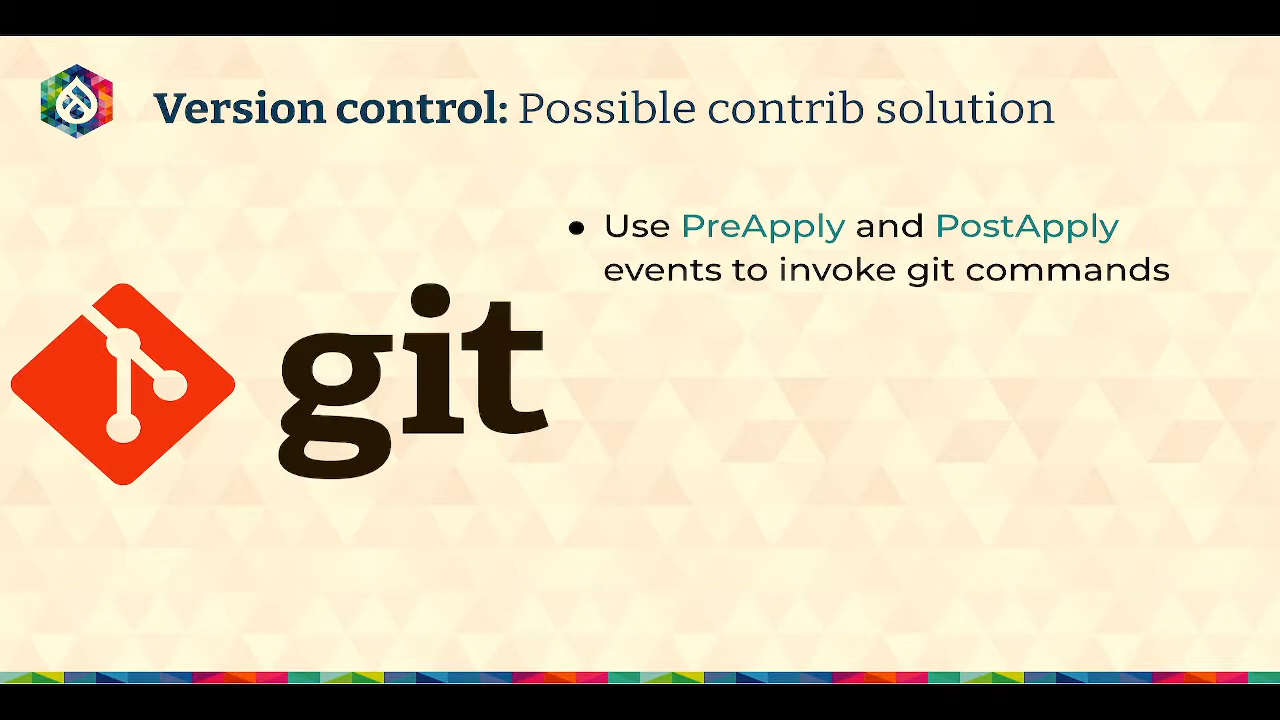 Version control: Possible contrib solution
● Use PreApply and PostApply
events to invoke git commands
git